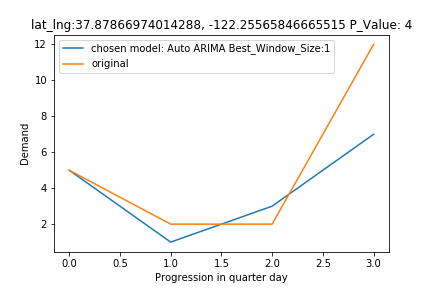 lat_lng:37.87866974014288, -122.25565846665515 P_Value: 4
chosen model: Auto ARIMA Best_Window_Size:1
original
Demand
12
10
8
6
4
2
0.0 0.5 1.0 1.5 2.0 2.5 3.0
Progression in quarter day